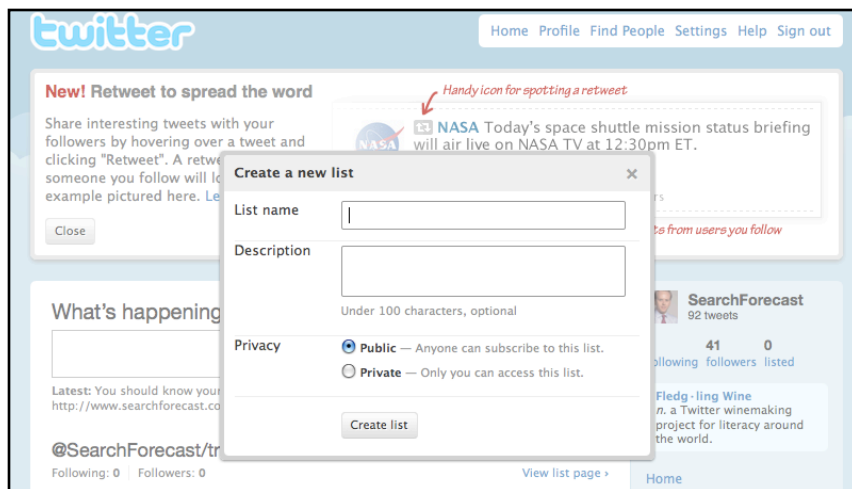 twitter
Home Profile Find People Settings Help Sign out
New! Retweet to spread the word
Share interesting tweets with your
followers by hovering over a tweet and
clicking "Retweet". A
someone you follow will
example pictured here.
Close
Handy icon for spotting a retweet
NASA
NASA Today's space shuttle mission status briefing
will air live on NASA TV at 12:30pm ET.
from users you follow
Create a new list ×
List name
Description
Under 100 characters, optional
Privacy
Public — Anyone can subscribe to this list.
Private — Only you can access this list.
Create list
What's happening
Latest: You should know your
http://www.searchforecast.co
@SearchForecast/tr
Following: 0 Followers: 0
View list page ›
SearchForecast
92 tweets
41 0
followers listed
Fledg·ling Wine
n. a Twitter winemaking
project for literacy around
the world.
Home